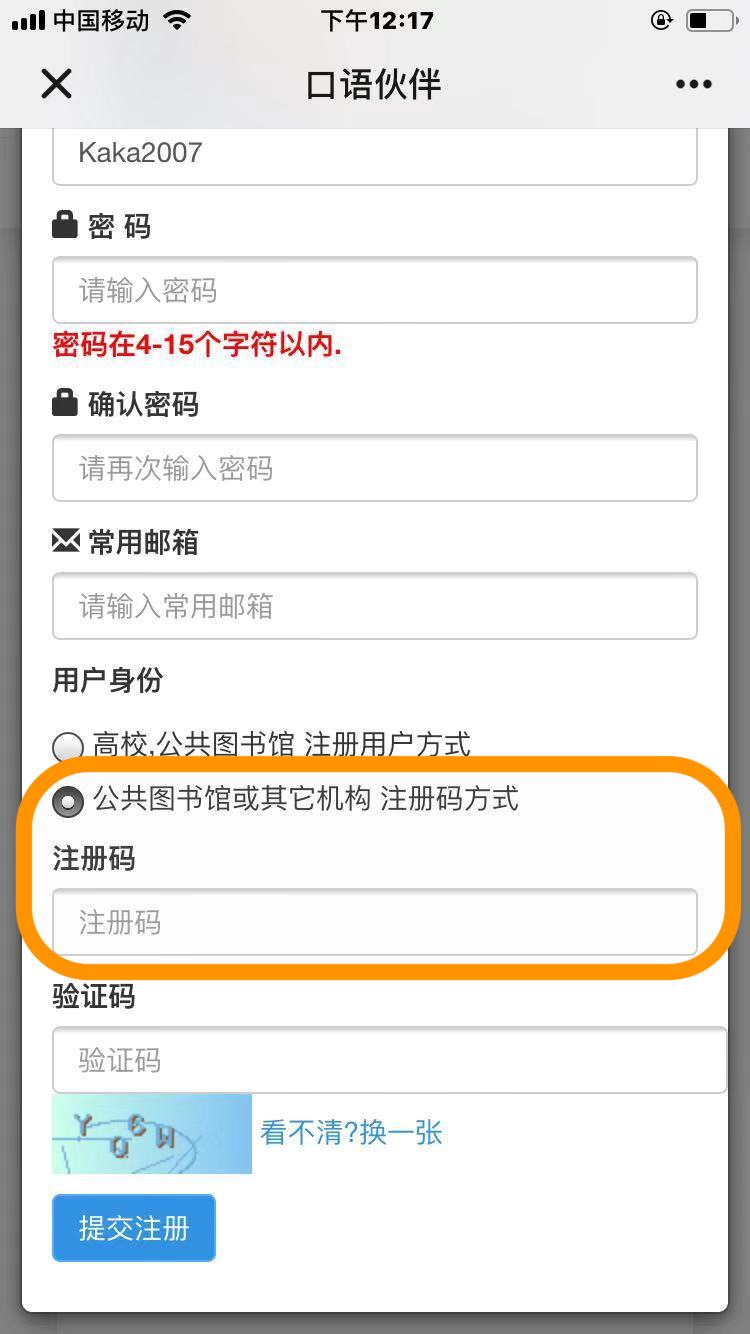 中国移动 下午12:17
口语伙伴
Kaka2007
密 码
请输入密码
密码在4-15个字符以内.
确认密码
请再次输入密码
常用邮箱
请输入常用邮箱
用户身份
高校,公共图书馆 注册用户方式
公共图书馆或其它机构 注册码方式
注册码
注册码
验证码
验证码
看不清?换一张
提交注册